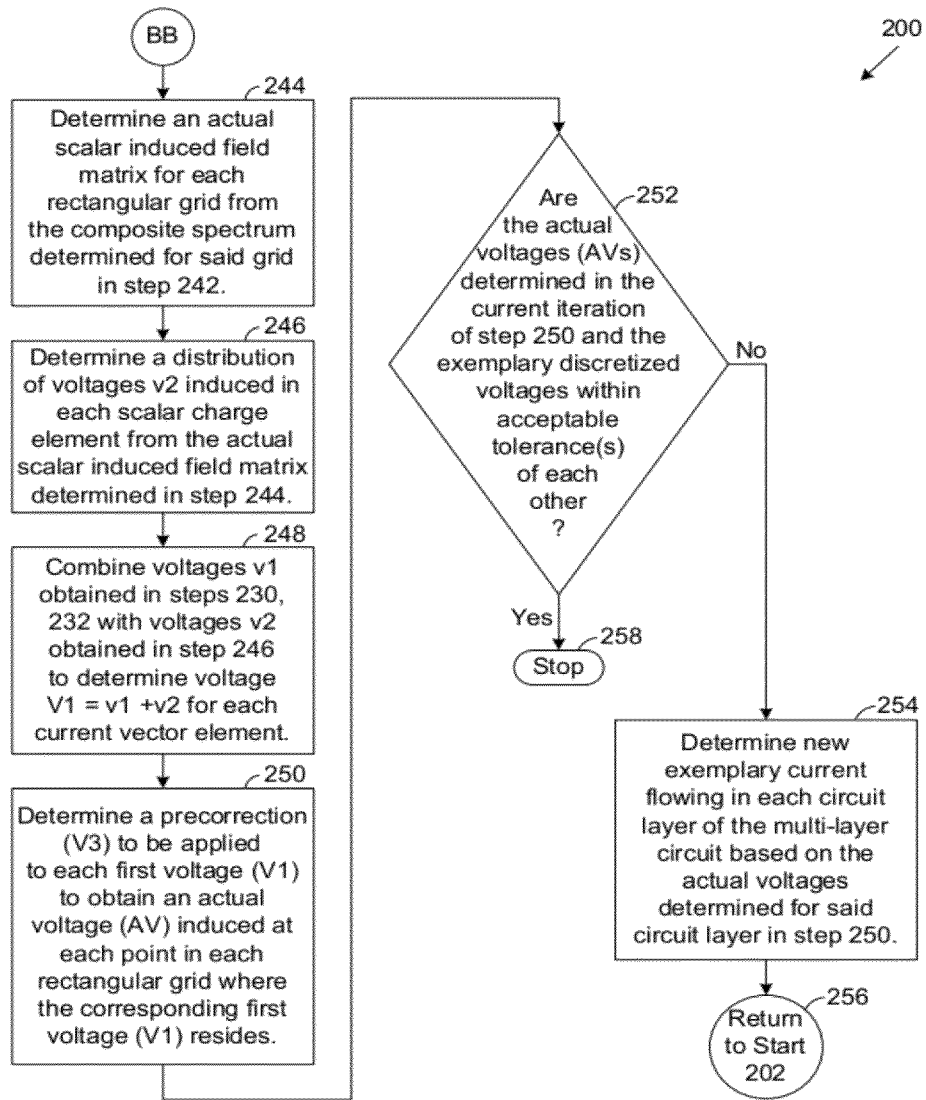 200
BB
244
Determine an actual
scalar induced field
matrix for each
rectangular grid from
the composite spectrum
determined for said grid
in step 242.
246
Determine a distribution
of voltages v2 induced in
each scalar charge
element from the actual
scalar induced field matrix
determined in step 244.
248
Combine voltages v1
obtained in steps 230,
232 with voltages v2
obtained in step 246
to determine voltage
V1 = v1 +v2 for each
current vector element.
250
Determine a precorrection
(V3) to be applied
to each first voltage (V1)
to obtain an actual
voltage (AV) induced at
each point in each
rectangular grid where
the corresponding first
voltage (V1) resides.
252
Are
the actual
voltages (AVs)
determined in the
current iteration
of step 250 and the
exemplary discretized
voltages within
acceptable
tolerance(s)
of each
other
?
No
Yes
258
Stop
254
Determine new
exemplary current
flowing in each circuit
layer of the multi-layer
circuit based on the
actual voltages
determined for said
circuit layer in step 250.
256
Return
to Start
202